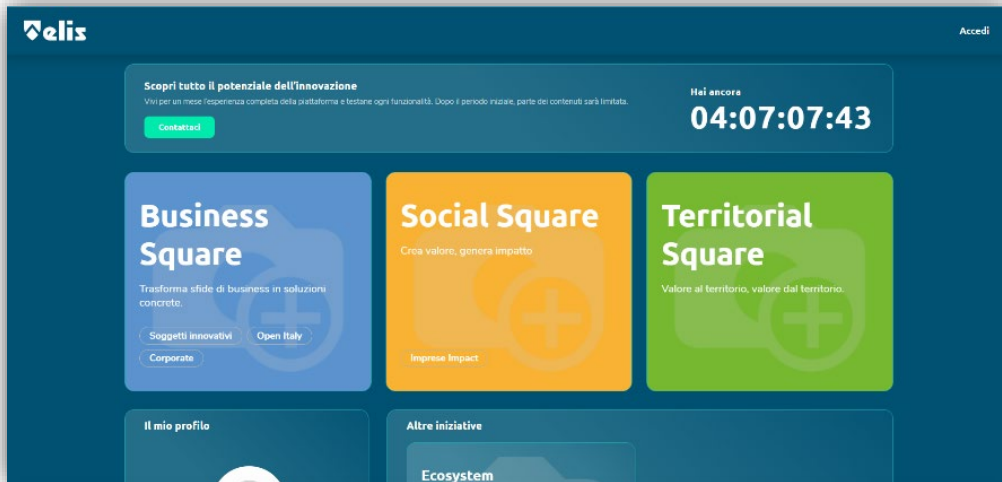 elis
Accedi
Scopri tutto il potenziale dell'innovazione
Vivi per un mese l'esperienza completa della piattaforma e testane ogni funzionalità. Dopo il periodo iniziale, parte dei contenuti sarà limitata.
Contattaci
Hai ancora
04:07:07:43
Business
Square
Trasforma sfide di business in soluzioni
concrete.
Soggetti innovativi
Open Italy
Corporate
Social Square
Crea valore, genera impatto
Imprese Impact
Territorial
Square
Valore al territorio, valore dal territorio.
Il mio profilo
Altre iniziative
Ecosystem